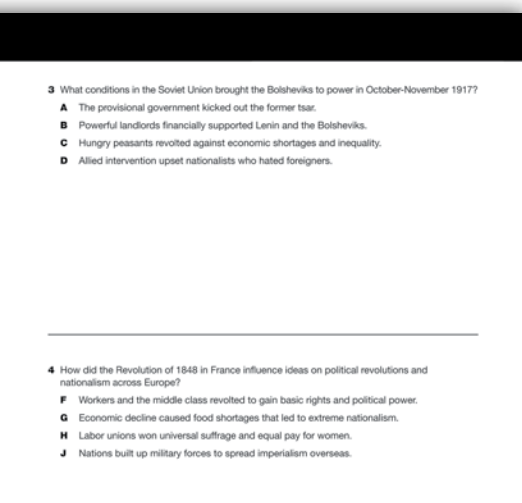 3 What conditions in the Soviet Union brought the Bolsheviks to power in October-November 1917?
A The provisional government kicked out the former tsar.
B Powerful landlords financially supported Lenin and the Bolsheviks.
C Hungry peasants revolted against economic shortages and inequality.
D Allied intervention upset nationalists who hated foreigners.
4 How did the Revolution of 1848 in France influence ideas on political revolutions and
nationalism across Europe?
F Workers and the middle class revolted to gain basic rights and political power.
G Economic decline caused food shortages that led to extreme nationalism.
H Labor unions won universal suffrage and equal pay for women.
J Nations built up military forces to spread imperialism overseas.